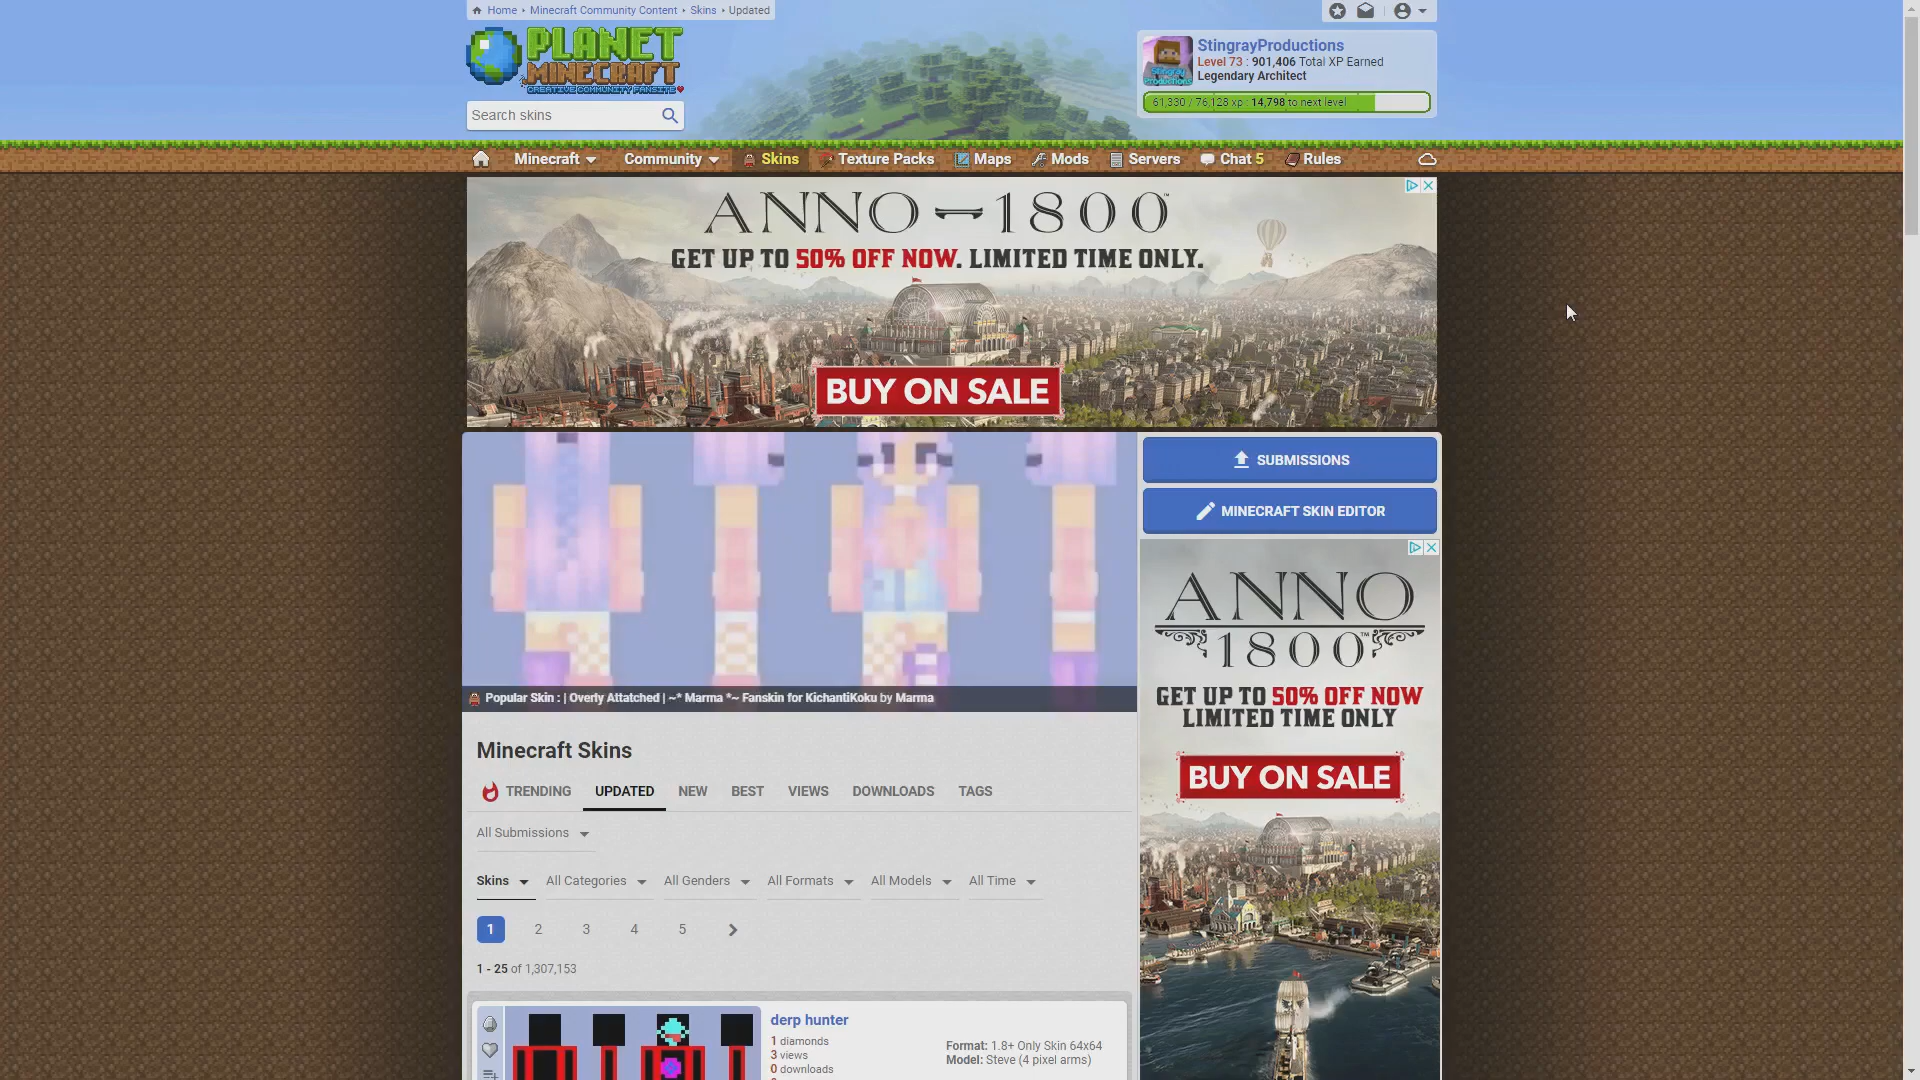 Home › Minecraft Community Content › Skins › Updated
PLANET
MINECRAFT
CREATIVE COMMUNITY FANSITE
Search skins
StingrayProductions
Level 73 : 901,406 Total XP Earned
Legendary Architect
61,330 / 76,128 xp : 14,798 to next level
Stingray
Productions
Minecraft
Community
Skins
Texture Packs
Maps
Mods
Servers
Chat 5
Rules
ANNO 1800™
GET UP TO 50% OFF NOW. LIMITED TIME ONLY.
BUY ON SALE
Popular Skin : | Overly Attatched | ~* Marma *~ Fanskin for KichantiKoku by Marma
SUBMISSIONS
MINECRAFT SKIN EDITOR
ANNO
1800™
GET UP TO 50% OFF NOW
LIMITED TIME ONLY
BUY ON SALE
Minecraft Skins
TRENDING UPDATED NEW BEST VIEWS DOWNLOADS TAGS
All Submissions
Skins All Categories All Genders All Formats All Models All Time
1 2 3 4 5
1 - 25 of 1,307,153
derp hunter
1 diamonds
3 views
0 downloads
Format: 1.8+ Only Skin 64x64
Model: Steve (4 pixel arms)